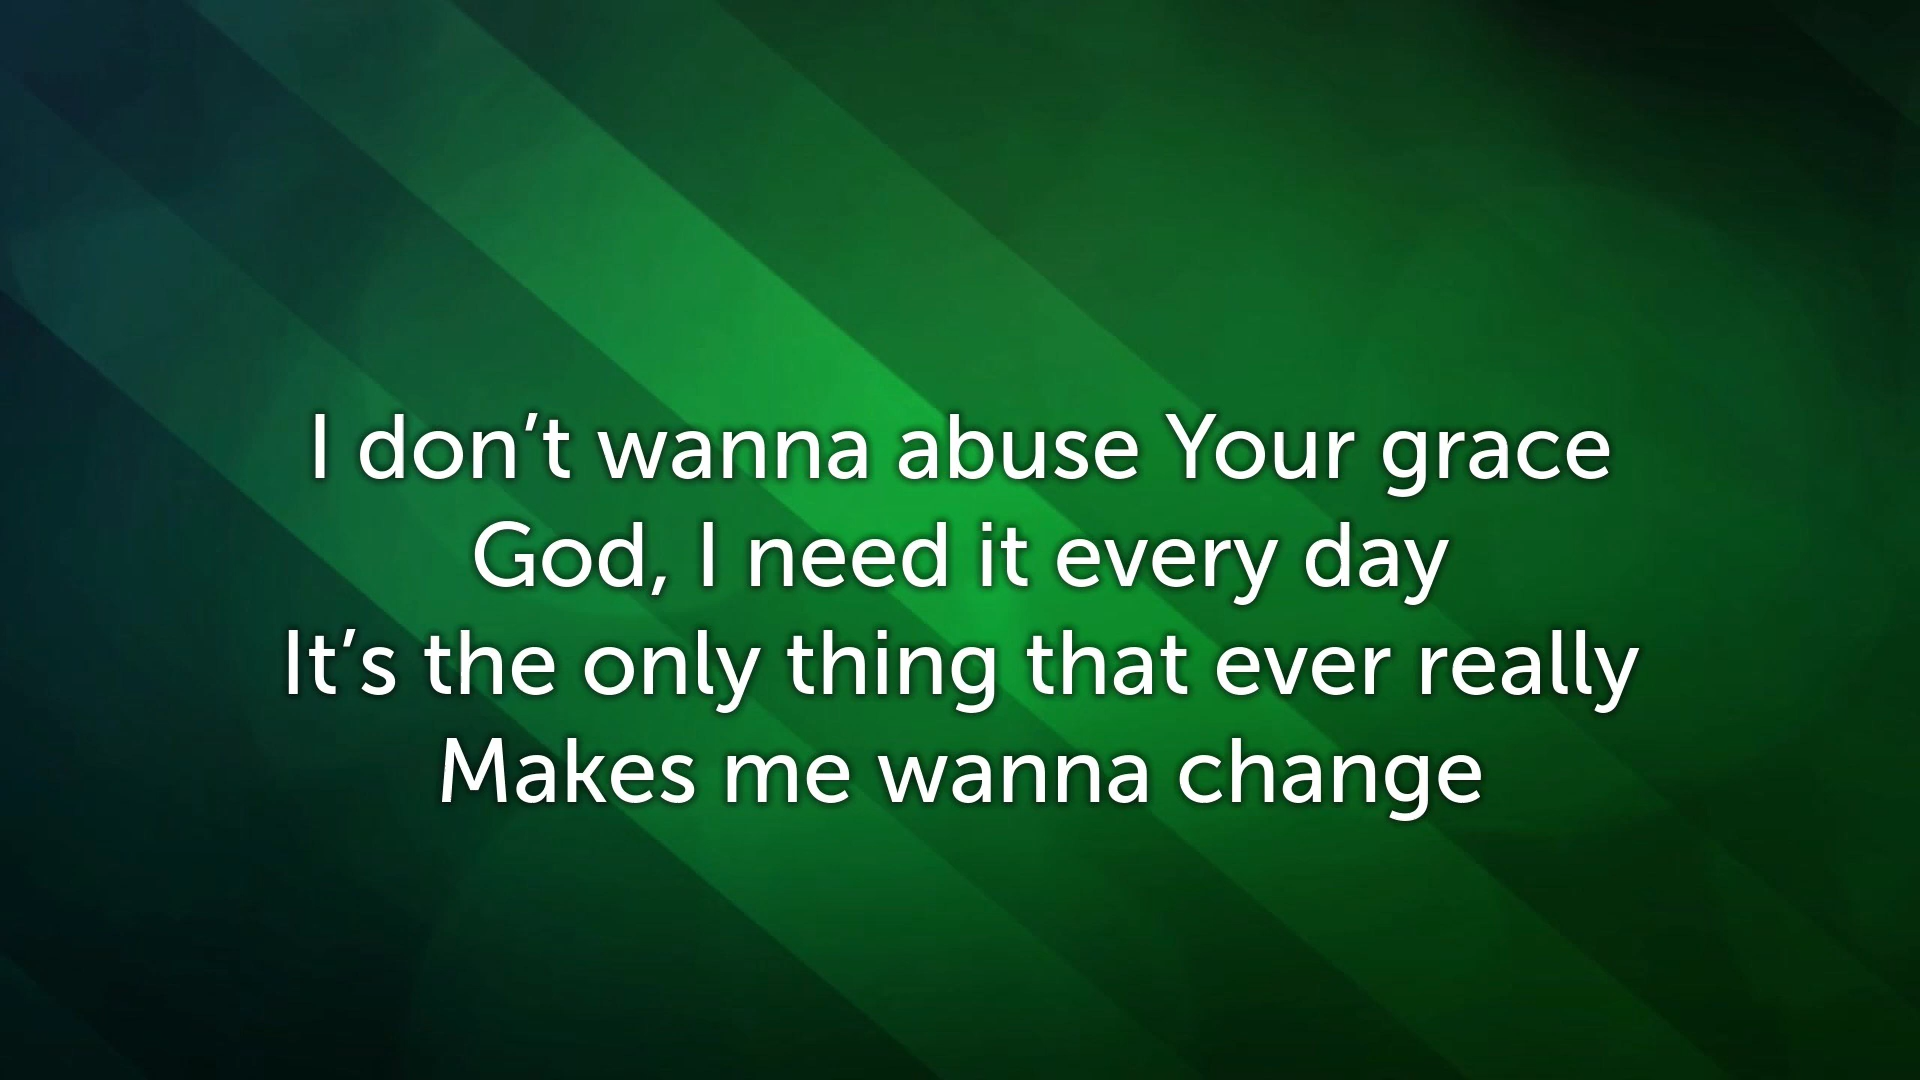 I don’t wanna abuse Your grace
God, I need it every day
It’s the only thing that ever really
Makes me wanna change